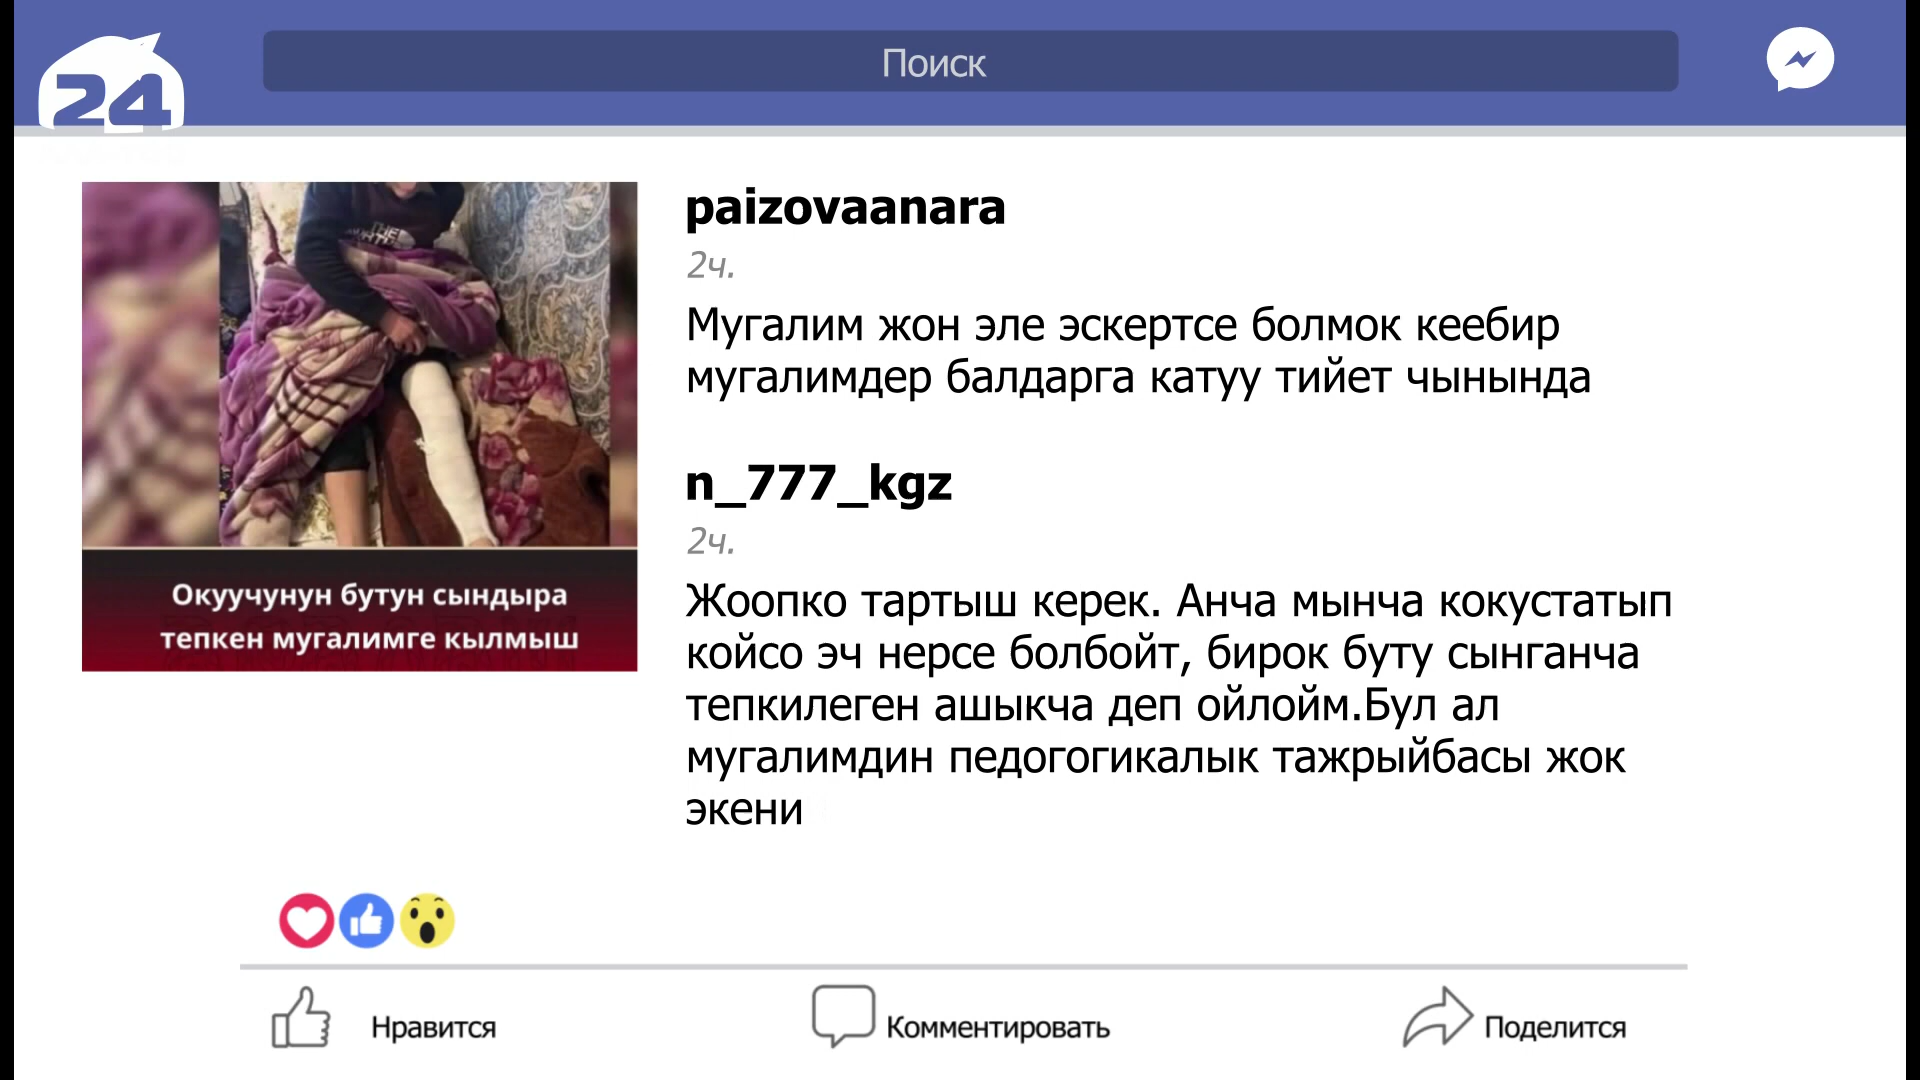 24
Поиск
paizovaanara
2ч.
Мугалим жон эле эскертсе болмок кеебир
мугалимдер балдарга катуу тийет чынында
n_777_kgz
2ч.
Жоопко тартыш керек. Анча мынча кокустатып
койсо эч нерсе болбойт, бирок буту сынганча
тепкилеген ашыкча деп ойлойм.Бул ал
мугалимдин педогогикалык тажрыйбасы жок
экени
Окуучунун бутун сындыра
тепкен мугалимге кылмыш
Нравится
Комментировать
Поделится